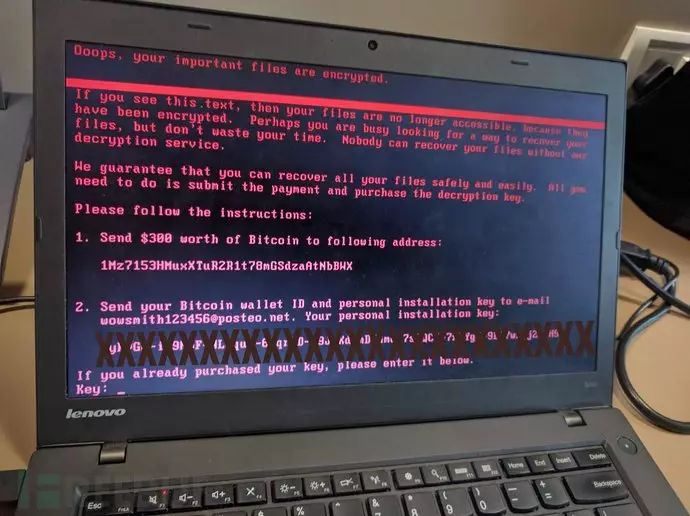 Ooops, your important files are encrypted.
If you see this text, then your files are no longer accessible, because they
have been encrypted. Perhaps you are busy looking for a way to recover your
files, but don't waste your time. Nobody can recover your files without our
decryption service.
We guarantee that you can recover all your files safely and easily. All you
need to do is submit the payment and purchase the decryption key.
Please follow the instructions:
1. Send $300 worth of Bitcoin to following address:
1Mz7153HMuxXTuR2R1t78mGSdzaAtNbBWX
2. Send your Bitcoin wallet ID and personal installation key to e-mail
wowsmith123456@posteo.net. Your personal installation key:
If you already purchased your key, please enter it below.
Key: _
lenovo
Esc
Home End Insert Delete
Backspace